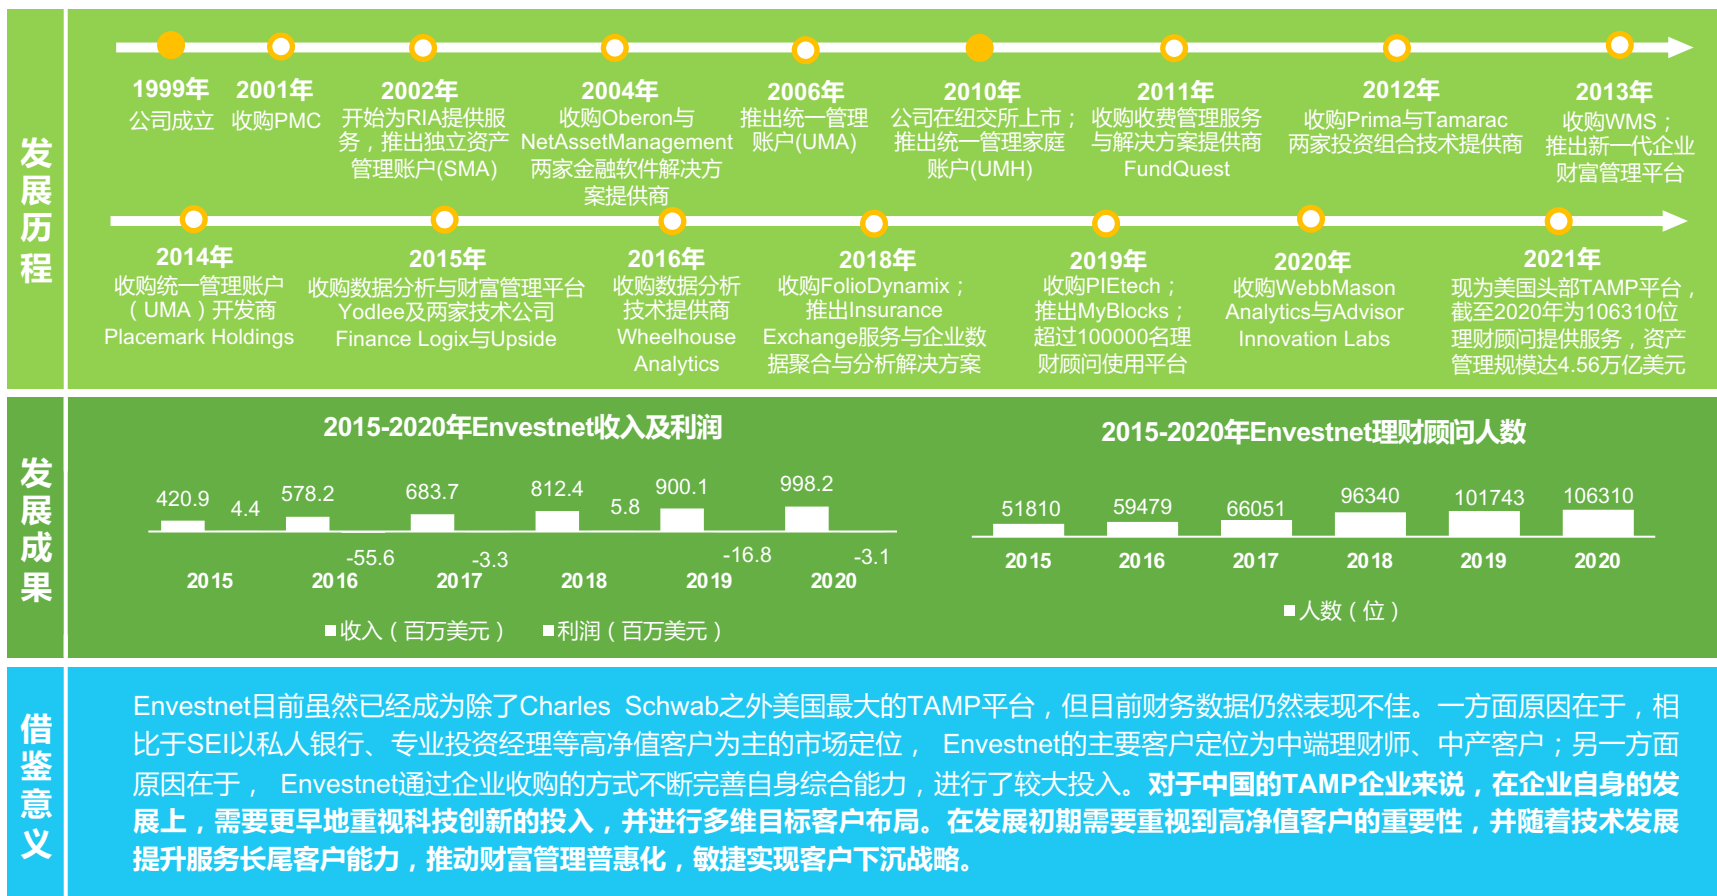 发展历程
1999年
公司成立
2001年
收购PMC
2002年
开始为RIA提供服
务，推出独立资产
管理账户(SMA)
2004年
收购Oberon与
NetAssetManagement
两家金融软件解决方
案提供商
2006年
推出统一管理
账户(UMA)
2010年
公司在纽交所上市；
推出统一管理家庭
账户(UMH)
2011年
收购收费管理服务
与解决方案提供商
FundQuest
2012年
收购Prima与Tamarac
两家投资组合技术提供商
2013年
收购WMS；
推出新一代企业
财富管理平台
2014年
收购统一管理账户
（UMA）开发商
Placemark Holdings
2015年
收购数据分析与财富管理平台
Yodlee及两家技术公司
Finance Logix与Upside
2016年
收购数据分析
技术提供商
Wheelhouse
Analytics
2018年
收购FolioDynamix；
推出Insurance
Exchange服务与企业数
据聚合与分析解决方案
2019年
收购PIEtech；
推出MyBlocks；
超过100000名理
财顾问使用平台
2020年
收购WebbMason
Analytics与Advisor
Innovation Labs
2021年
现为美国头部TAMP平台，
截至2020年为106310位
理财顾问提供服务，资产
管理规模达4.56万亿美元
发展成果
2015-2020年Envestnet收入及利润
420.9 4.4 578.2 -55.6 683.7 -3.3 812.4 5.8 900.1 -16.8 998.2 -3.1
2015 2016 2017 2018 2019 2020
■收入（百万美元） ■利润（百万美元）
2015-2020年Envestnet理财顾问人数
51810 59479 66051 96340 101743 106310
2015 2016 2017 2018 2019 2020
■人数（位）
借鉴意义
Envestnet目前虽然已经成为除了Charles Schwab之外美国最大的TAMP平台，但目前财务数据仍然表现不佳。一方面原因在于，相
比于SEI以私人银行、专业投资经理等高净值客户为主的市场定位， Envestnet的主要客户定位为中端理财师、中产客户；另一方面
原因在于， Envestnet通过企业收购的方式不断完善自身综合能力，进行了较大投入。对于中国的TAMP企业来说，在企业自身的发
展上，需要更早地重视科技创新的投入，并进行多维目标客户布局。在发展初期需要重视到高净值客户的重要性，并随着技术发展
提升服务长尾客户能力，推动财富管理普惠化，敏捷实现客户下沉战略。